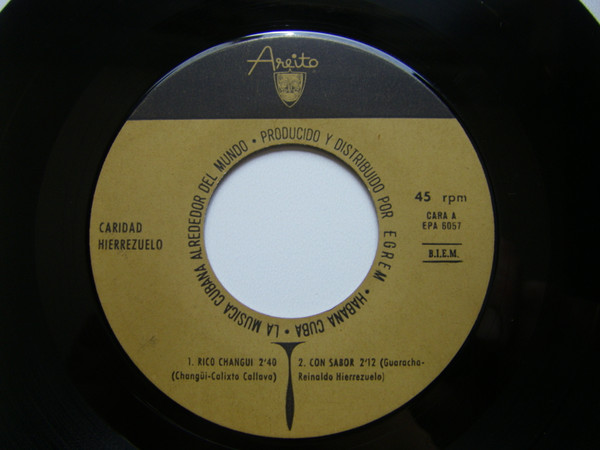 Areito
PRODUCIDO Y DISTRIBUIDO POR EGREM • HABANA CUBA • LA MUSICA CUBANA ALREDEDOR DEL MUNDO •
CARIDAD
HIERREZUELO
45 rpm
CARA A
EPA 6057
B.I.E.M.
1. RICO CHANGUI 2'40
(Changüi-Calixto Callava)
2. CON SABOR 2'12 (Guaracha-
Reinaldo Hierrezuelo)